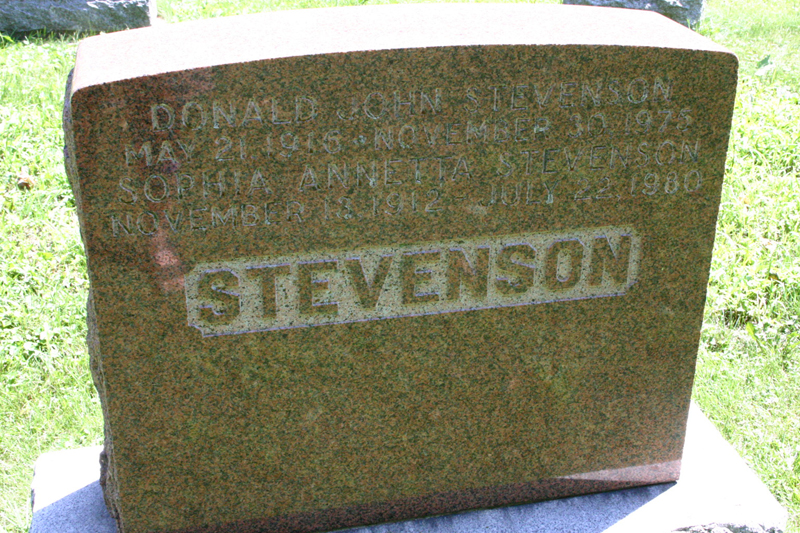 DONALD JOHN STEVENSON
MAY 21, 1916 - NOVEMBER 30, 1975
SOPHIA ANNETTA STEVENSON
NOVEMBER 13, 1912 - JULY 22, 1980
STEVENSON